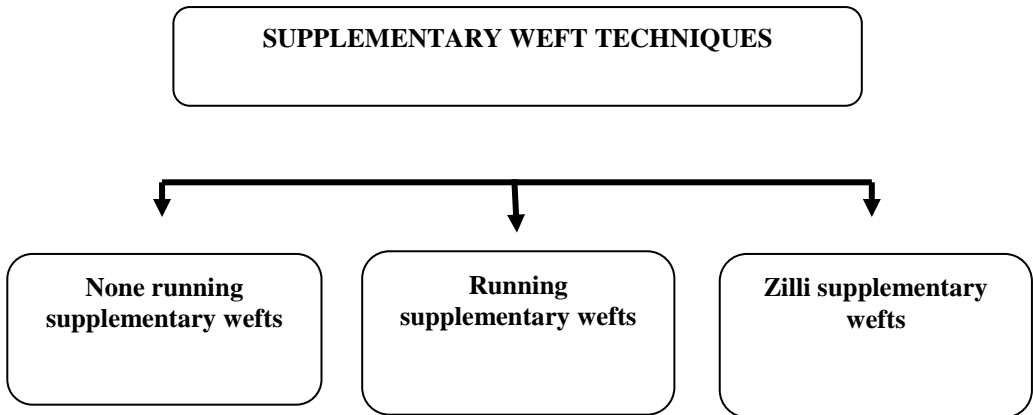 SUPPLEMENTARY WEFT TECHNIQUES
None running
supplementary wefts
Running
supplementary wefts
Zilli supplementary
wefts